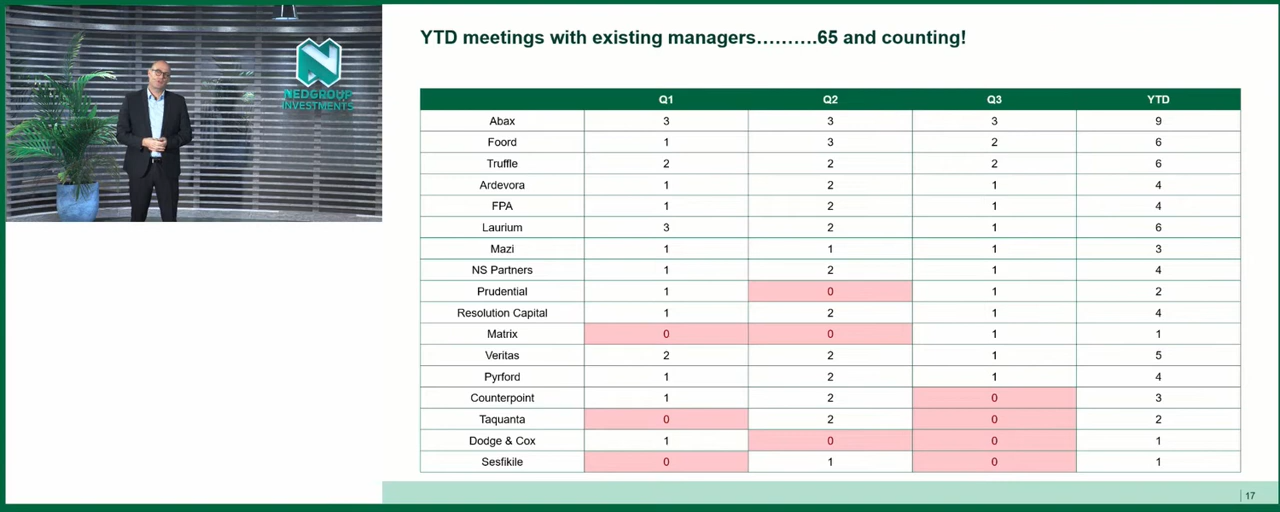 NEDGROUP
INVESTMENTS
YTD meetings with existing managers..........65 and counting!
Q1 Q2 Q3 YTD
Abax 3 3 3 9
Foord 1 3 2 6
Truffle 2 2 2 6
Ardevora 1 2 1 4
FPA 1 2 1 4
Laurium 3 2 1 6
Mazi 1 1 1 3
NS Partners 1 2 1 4
Prudential 1 0 1 2
Resolution Capital 1 2 1 4
Matrix 0 0 1 1
Veritas 2 2 1 5
Pyrford 1 2 1 4
Counterpoint 1 2 0 3
Taquanta 0 2 0 2
Dodge & Cox 1 0 0 1
Sesfikile 0 1 0 1
17